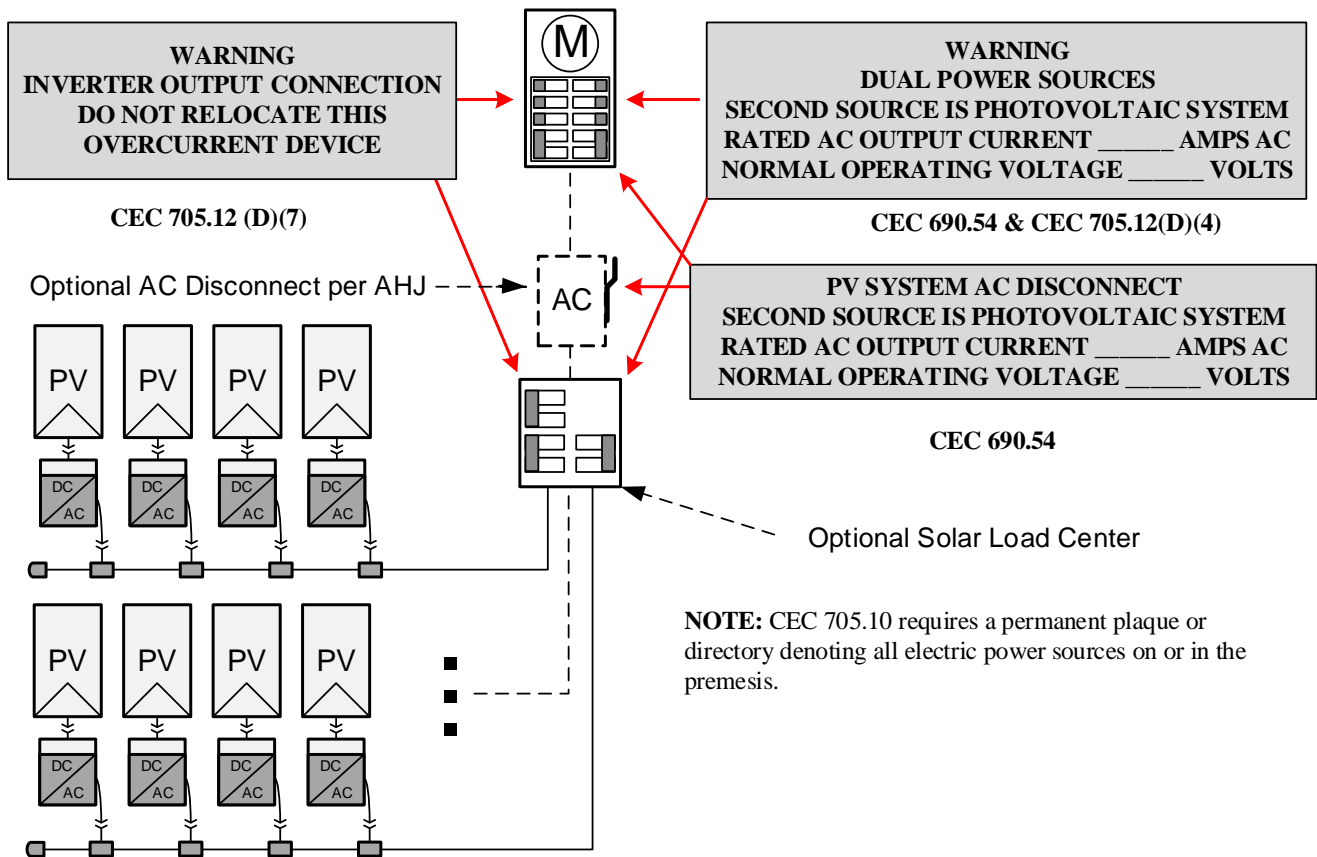 M
WARNING
INVERTER OUTPUT CONNECTION
DO NOT RELOCATE THIS
OVERCURRENT DEVICE
CEC 705.12 (D)(7)
WARNING
DUAL POWER SOURCES
SECOND SOURCE IS PHOTOVOLTAIC SYSTEM
RATED AC OUTPUT CURRENT ______ AMPS AC
NORMAL OPERATING VOLTAGE ______ VOLTS
CEC 690.54 & CEC 705.12(D)(4)
Optional AC Disconnect per AHJ
AC
PV SYSTEM AC DISCONNECT
SECOND SOURCE IS PHOTOVOLTAIC SYSTEM
RATED AC OUTPUT CURRENT ______ AMPS AC
NORMAL OPERATING VOLTAGE ______ VOLTS
CEC 690.54
PV PV PV PV
DC DC DC DC
AC AC AC AC
Optional Solar Load Center
NOTE: CEC 705.10 requires a permanent plaque or
directory denoting all electric power sources on or in the
premesis.
PV PV PV PV
DC DC DC DC
AC AC AC AC